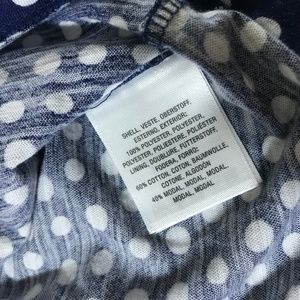 SHELL, VESTE, OBERSTOFF,
ESTERNO, EXTERIOR:
100% POLYESTER, POLYESTER,
POLYESTER, POLIESTERE, POLIÉSTER
LINING, DOUBLURE, FUTTERSTOFF,
FODERA, FORRO:
60% COTTON, COTON, BAUMWOLLE,
COTONE, ALGODÓN
40% MODAL, MODAL, MODAL,
MODAL, MODAL